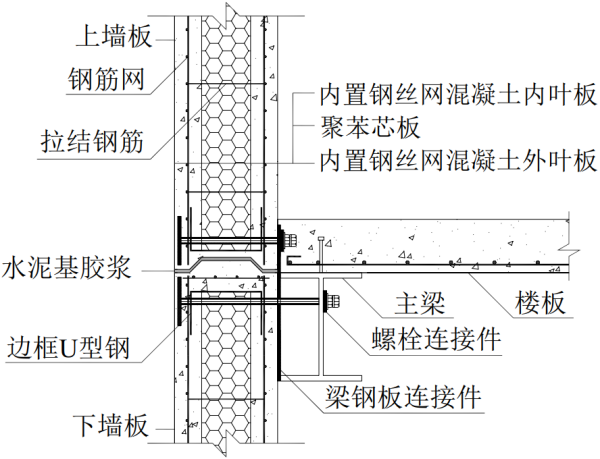 上墙板
钢筋网
拉结钢筋
内置钢丝网混凝土内叶板
聚苯芯板
内置钢丝网混凝土外叶板
水泥基胶浆
主梁
楼板
边框U型钢
螺栓连接件
梁钢板连接件
下墙板